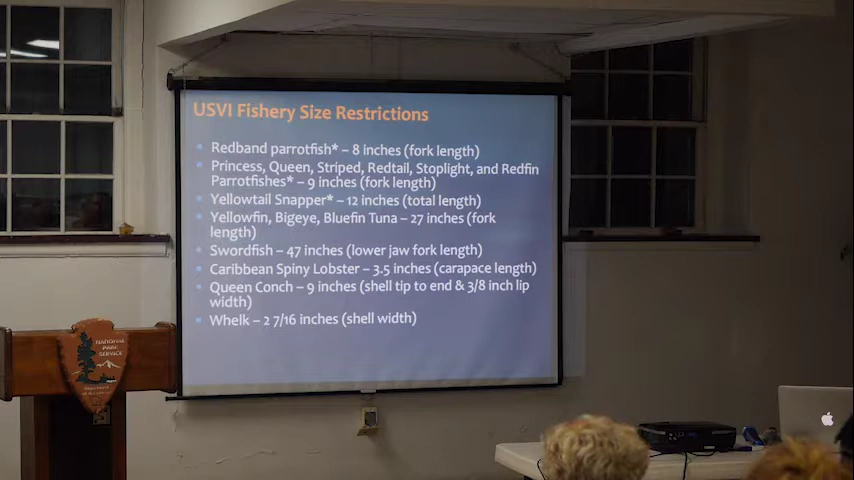 USVI Fishery Size Restrictions
Redband parrotfish* – 8 inches (fork length)
Princess, Queen, Striped, Redtail, Stoplight, and Redfin
Parrotfishes* – 9 inches (fork length)
Yellowtail Snapper* – 12 inches (total length)
Yellowfin, Bigeye, Bluefin Tuna – 27 inches (fork
length)
Swordfish – 47 inches (lower jaw fork length)
Caribbean Spiny Lobster – 3.5 inches (carapace length)
Queen Conch – 9 inches (shell tip to end & 3/8 inch lip
width)
Whelk – 2 7/16 inches (shell width)
NATIONAL
PARK
SERVICE